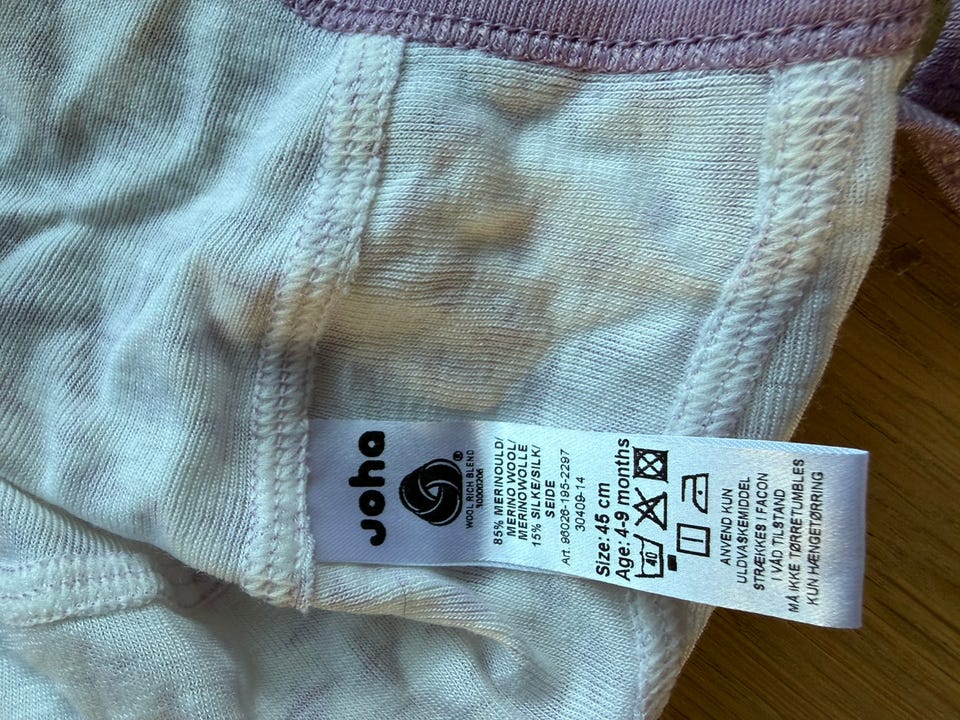 Joha
®
WOOL RICH BLEND
30000206
85% MERINOULD/
MERINO WOOL/
MERINOWOLLE
15% SILKE/SILK/
SEIDE
Art. 96026-195-2297
30409-14
Size: 45 cm
Age: 4-9 months
40
ANVEND KUN
ULDVASKEMIDDEL
STRÆKKES I FACON
I VÅD TILSTAND
MÅ IKKE TØRRETUMBLES
KUN HÆNGETØRRING